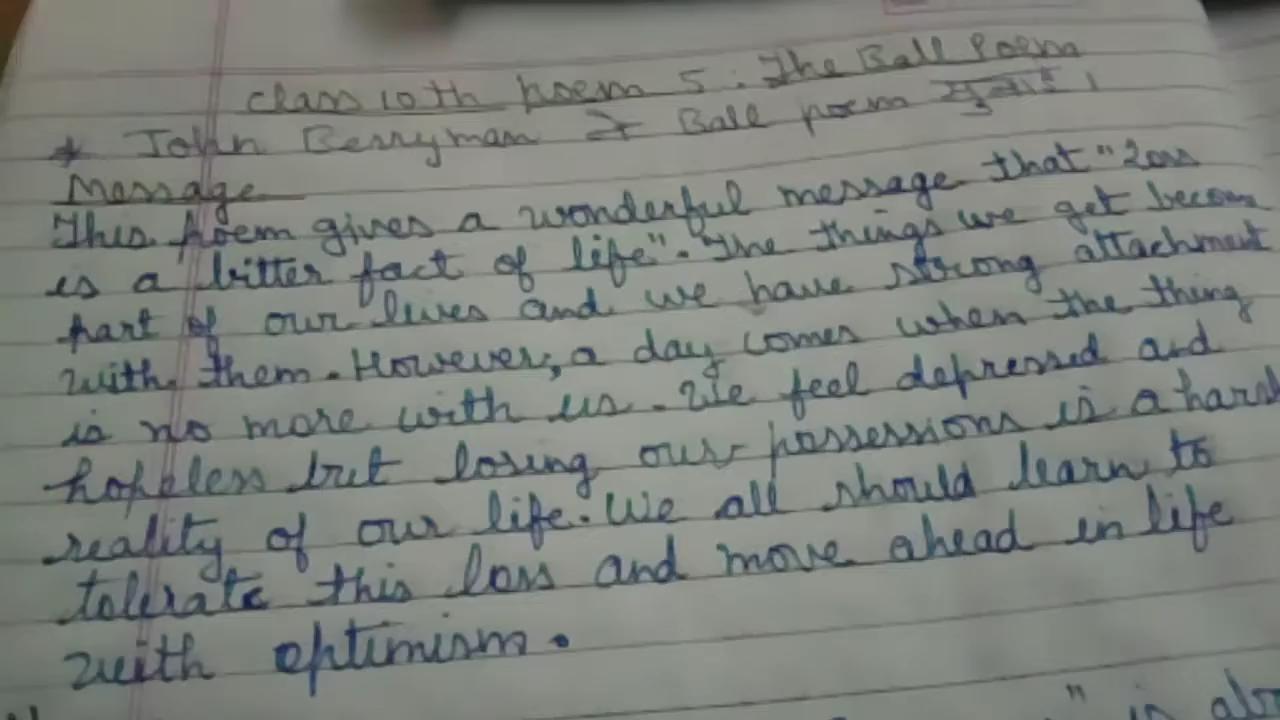 class 10th poem 5: The Ball Poem
* John Berryman ने Ball poem सुनाई।
Message
This poem gives a wonderful message that "Loss
is a bitter fact of life". The things we get become
part of our lives and we have strong attachment
with them. However, a day comes when the thing
is no more with us. We feel depressed and
hopeless but losing our possessions is a harsh
reality of our life. We all should learn to
tolerate this loss and move ahead in life
with optimism.
" is